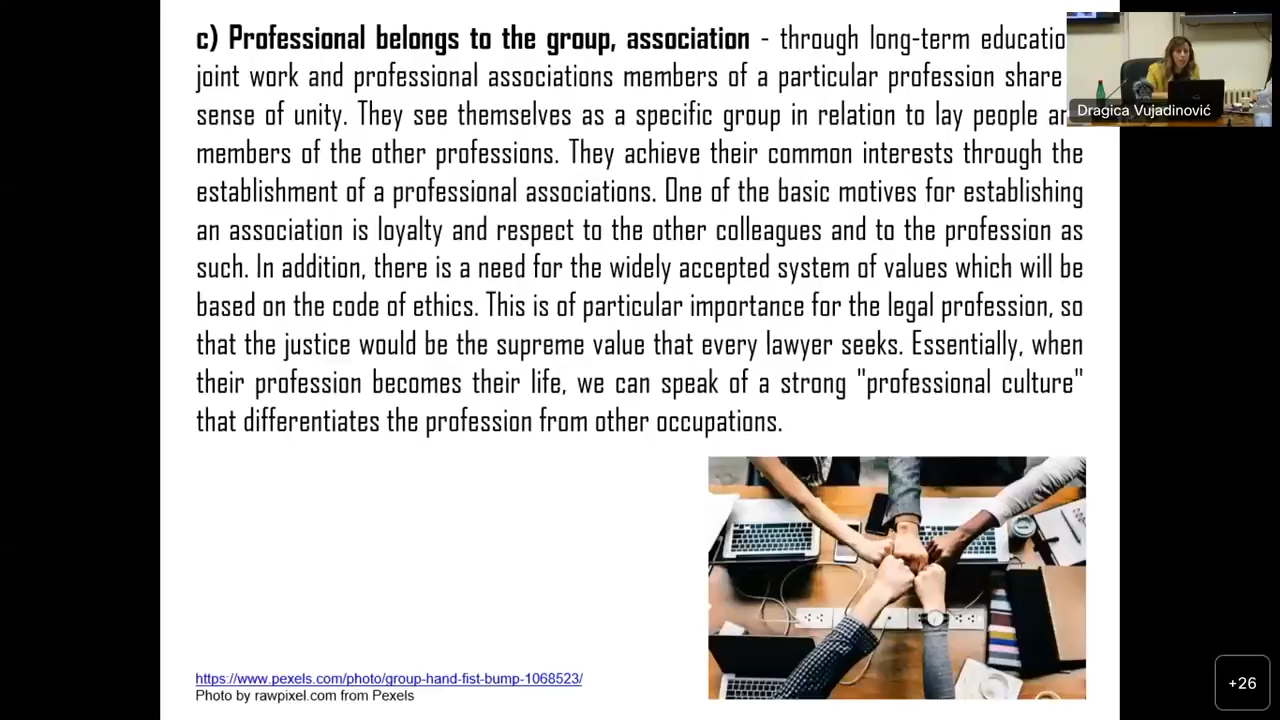 c) Professional belongs to the group, association - through long-term educatio
joint work and professional associations members of a particular profession share
sense of unity. They see themselves as a specific group in relation to lay people a
members of the other professions. They achieve their common interests through the
establishment of a professional associations. One of the basic motives for establishing
an association is loyalty and respect to the other colleagues and to the profession as
such. In addition, there is a need for the widely accepted system of values which will be
based on the code of ethics. This is of particular importance for the legal profession, so
that the justice would be the supreme value that every lawyer seeks. Essentially, when
their profession becomes their life, we can speak of a strong "professional culture"
that differentiates the profession from other occupations.
https://www.pexels.com/photo/group-hand-fist-bump-1068523/
Photo by rawpixel.com from Pexels
Dragica Vujadinović
+26